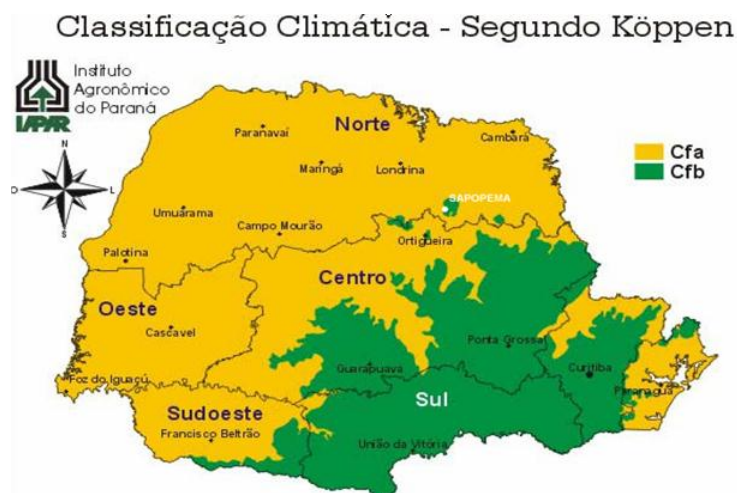 Classificação Climática - Segundo Köppen
Instituto
Agronômico
do Paraná
IAPAR
N
O
L
S
Cfa
Cfb
Norte
Paranavaí
Cambará
Maringá
Londrina
SAPOPEMA
Umuarama
Campo Mourão
Ortigueira
Palotina
Centro
Oeste
Cascavel
Ponta Grossa
Guarapuava
Curitiba
Foz do Iguaçú
Paranaguá
Sul
Sudoeste
Francisco Beltrão
União da Vitória